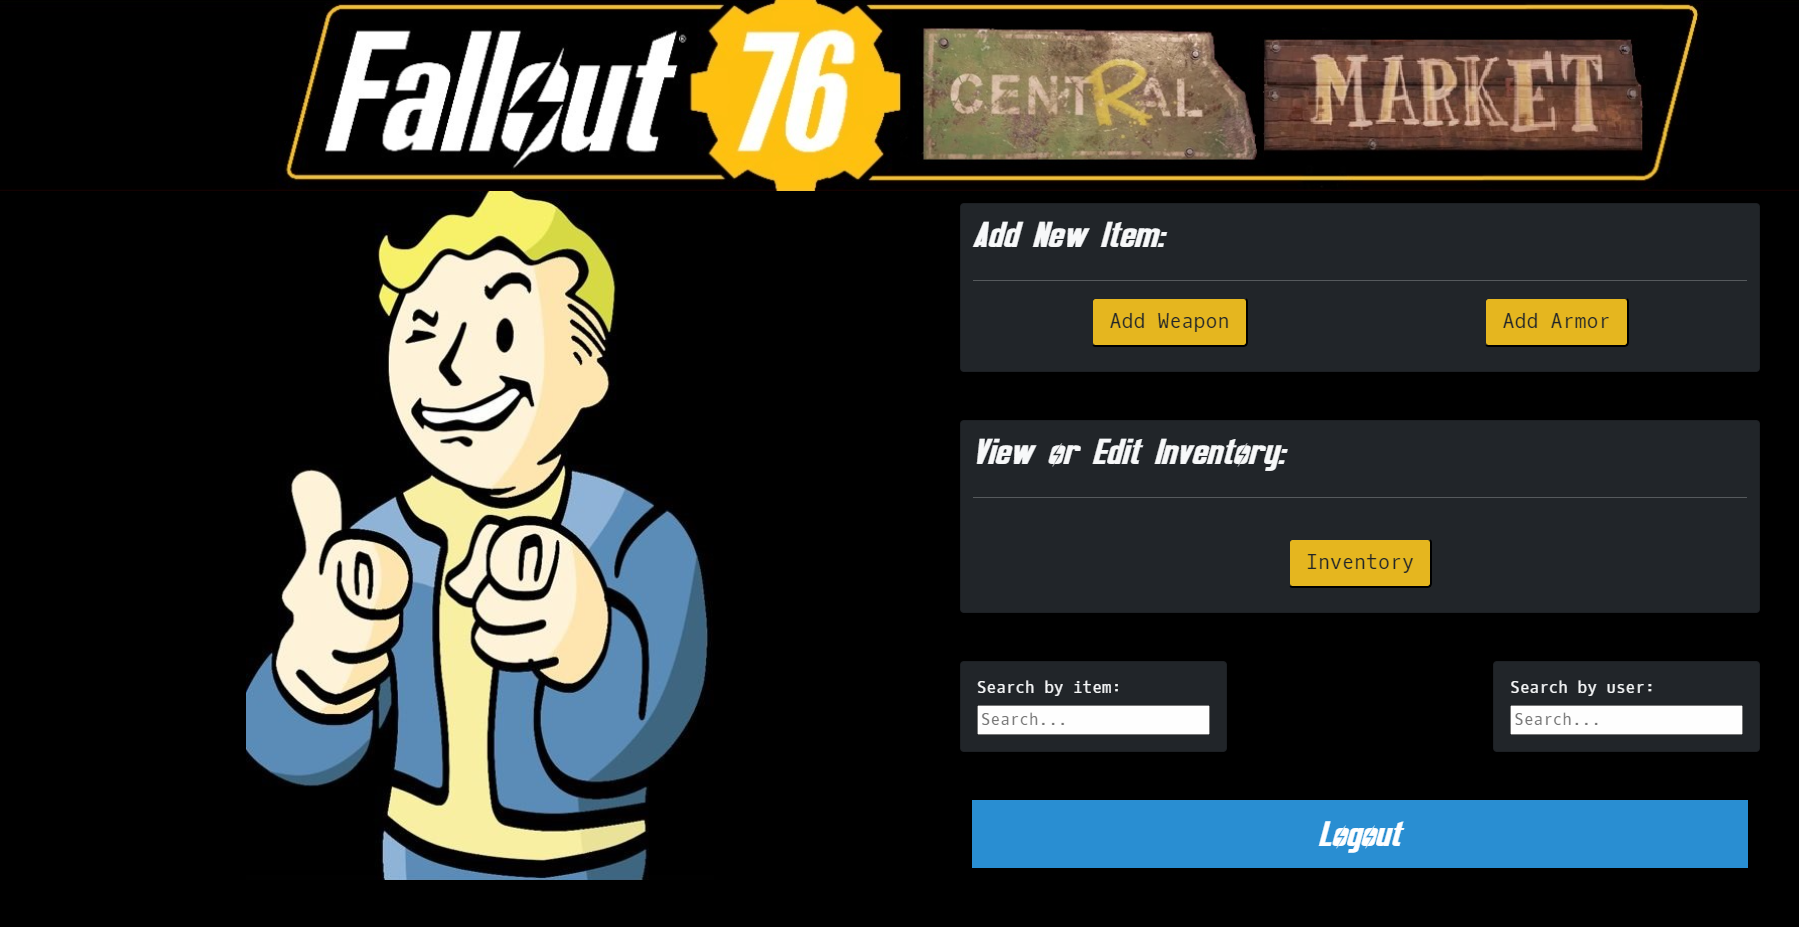 Fallout® 76 CENTRAL MARKET
Add New Item:
Add Weapon Add Armor
View or Edit Inventory:
Inventory
Search by item: Search by user:
Search... Search...
Logout